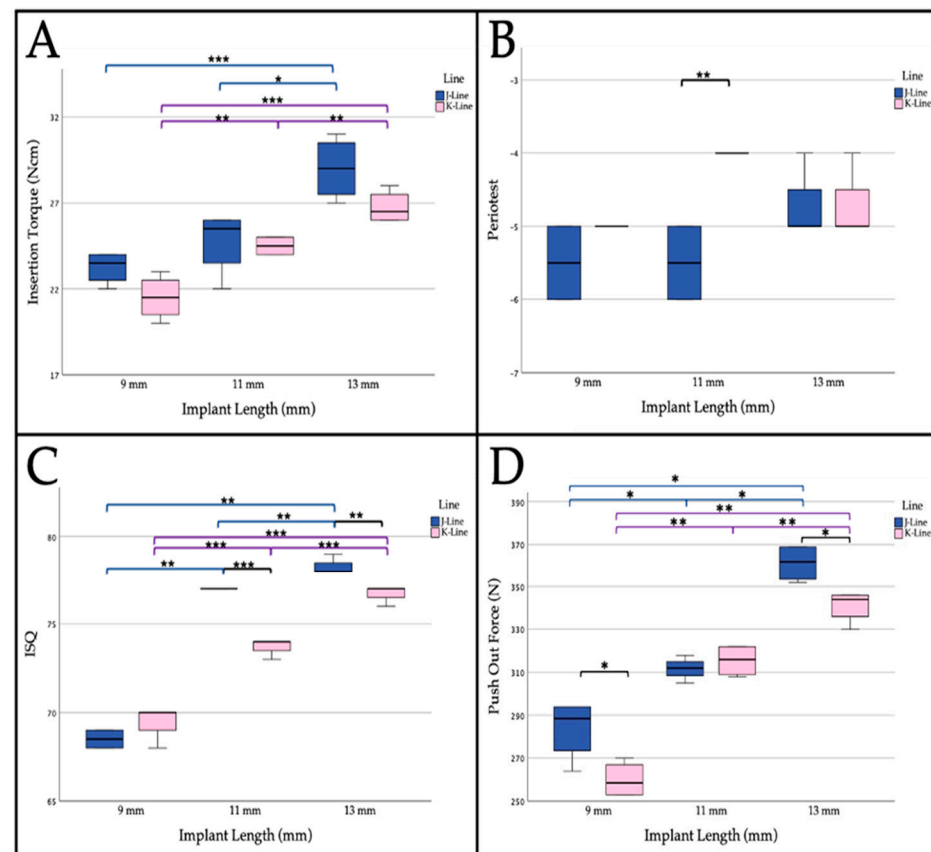 A
***
*
***
**
**
Line
J-Line
K-Line
Insertion Torque (Ncm)
32
27
22
17
9 mm
11 mm
13 mm
Implant Length (mm)
B
**
Line
J-Line
K-Line
Periotest
-3
-4
-5
-6
-7
9 mm
11 mm
13 mm
Implant Length (mm)
C
**
**
**
***
***
***
**
***
Line
J-Line
K-Line
ISQ
80
75
70
65
9 mm
11 mm
13 mm
Implant Length (mm)
D
*
*
*
**
**
**
*
*
Line
J-Line
K-Line
Push Out Force (N)
390
370
350
330
310
290
270
250
9 mm
11 mm
13 mm
Implant Length (mm)